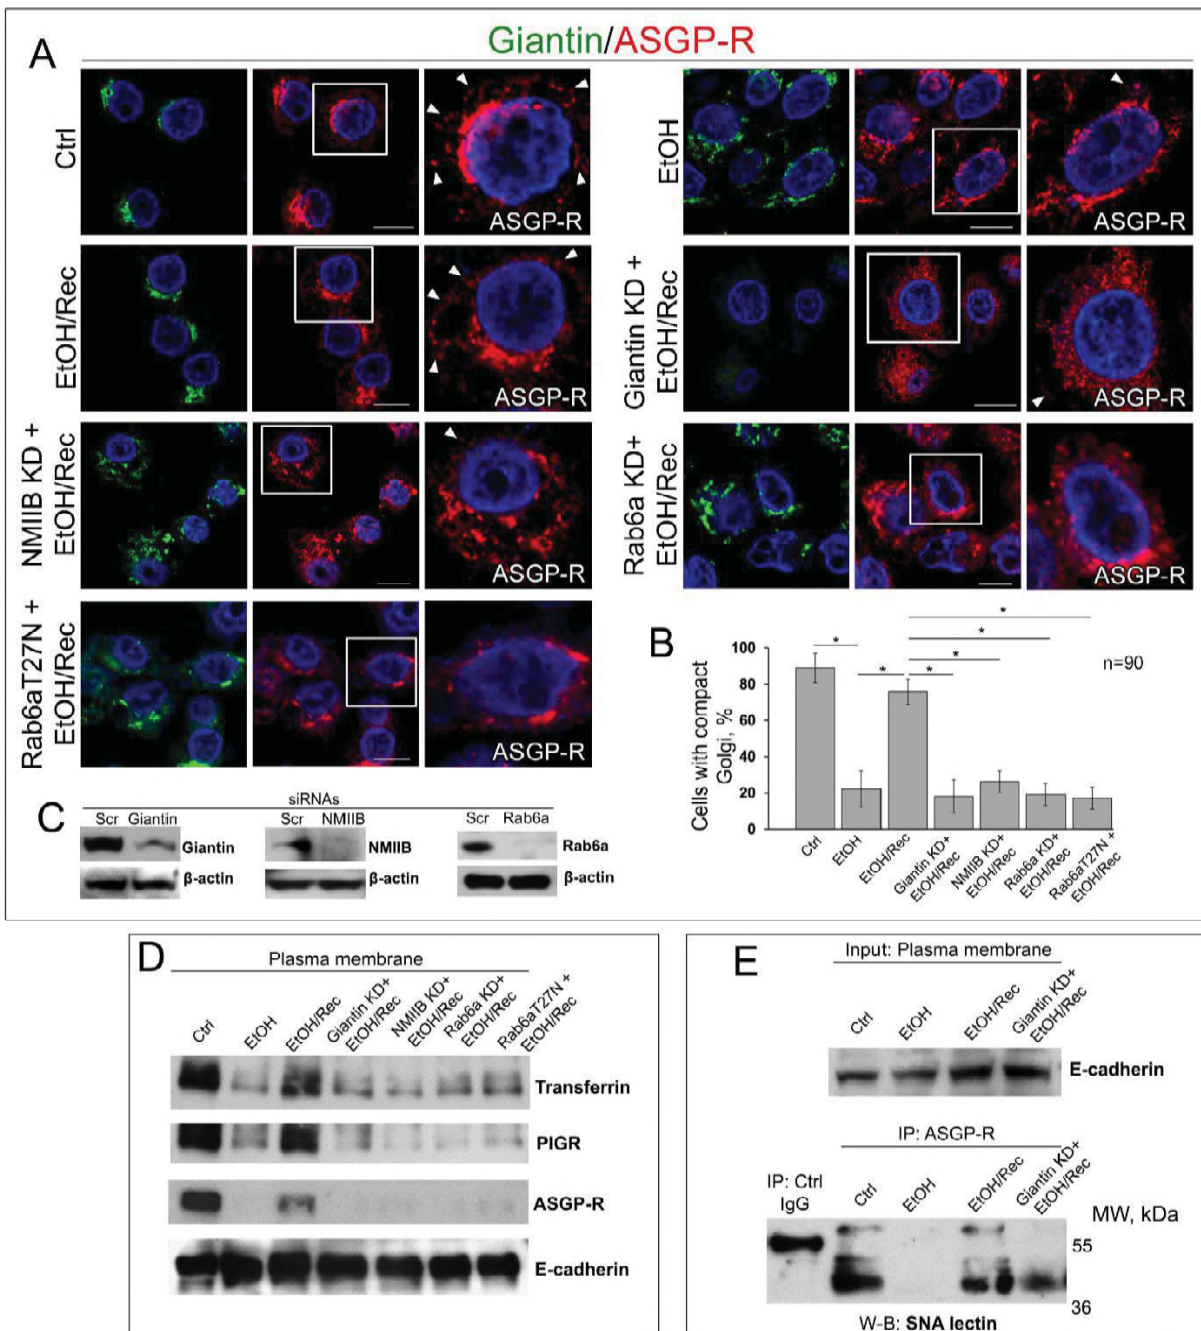 Giantin/ASGP-R
A
Ctrl
ASGP-R
EtOH
ASGP-R
EtOH/Rec
ASGP-R
Giantin KD +
EtOH/Rec
ASGP-R
NMIIB KD +
EtOH/Rec
ASGP-R
Rab6a KD+
EtOH/Rec
ASGP-R
Rab6aT27N +
EtOH/Rec
ASGP-R
B
Cells with compact
Golgi, %
100
80
60
40
20
0
* * * * * *
n=90
Ctrl
EtOH
EtOH/Rec
Giantin KD+
EtOH/Rec
NMIIB KD+
EtOH/Rec
Rab6a KD+
EtOH/Rec
Rab6aT27N +
EtOH/Rec
C
siRNAs
Scr Giantin
Giantin
β-actin
Scr NMIIB
NMIIB
β-actin
Scr Rab6a
Rab6a
β-actin
D
Plasma membrane
Ctrl
EtOH
EtOH/Rec
Giantin KD+
EtOH/Rec
NMIIB KD+
EtOH/Rec
Rab6a KD+
EtOH/Rec
Rab6aT27N +
EtOH/Rec
Transferrin
PIGR
ASGP-R
E-cadherin
E
Input: Plasma membrane
Ctrl
EtOH
EtOH/Rec
Giantin KD+
EtOH/Rec
E-cadherin
IP: ASGP-R
IP: Ctrl
IgG
Ctrl
EtOH
EtOH/Rec
Giantin KD+
EtOH/Rec
MW, kDa
55
36
W-B: SNA lectin